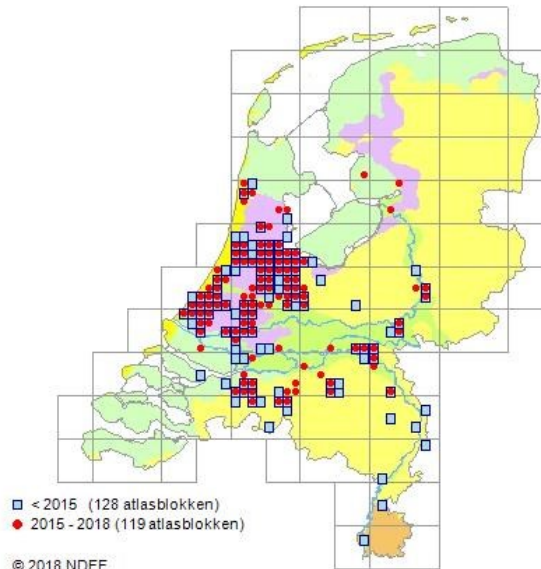 < 2015 (128 atlasblokken)
2015 - 2018 (119 atlasblokken)
© 2018 NDFF